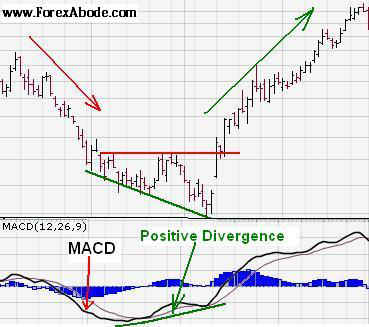 www.ForexAbode.com
MACD(12,26,9)
Positive Divergence
MACD